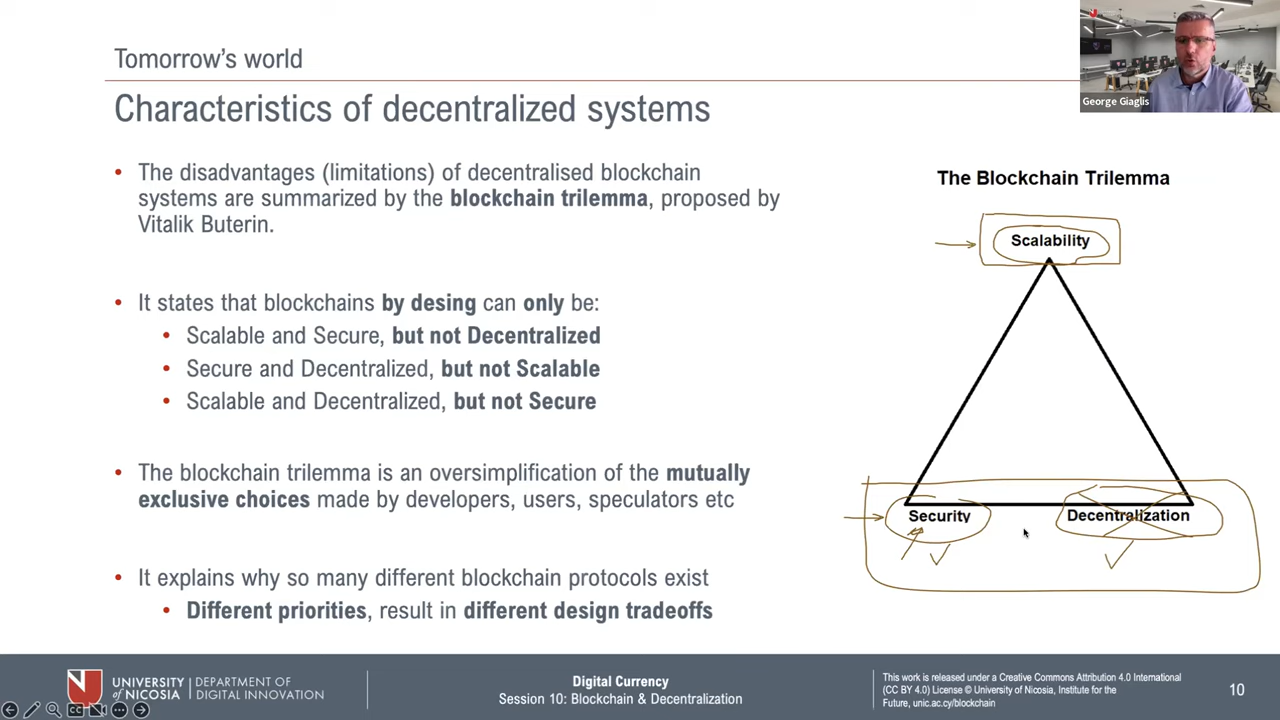 Tomorrow's world
Characteristics of decentralized systems
George Giaglis
• The disadvantages (limitations) of decentralised blockchain
systems are summarized by the blockchain trilemma, proposed by
Vitalik Buterin.
• It states that blockchains by desing can only be:
• Scalable and Secure, but not Decentralized
• Secure and Decentralized, but not Scalable
• Scalable and Decentralized, but not Secure
• The blockchain trilemma is an oversimplification of the mutually
exclusive choices made by developers, users, speculators etc
• It explains why so many different blockchain protocols exist
• Different priorities, result in different design tradeoffs
The Blockchain Trilemma
Scalability
Security
Decentralization
UNIVERSITY
of NICOSIA
DEPARTMENT OF
DIGITAL INNOVATION
Digital Currency
Session 10: Blockchain & Decentralization
This work is released under a Creative Commons Attribution 4.0 International
(CC BY 4.0) License © University of Nicosia, Institute for the
Future, unic.ac.cy/blockchain
10
CC